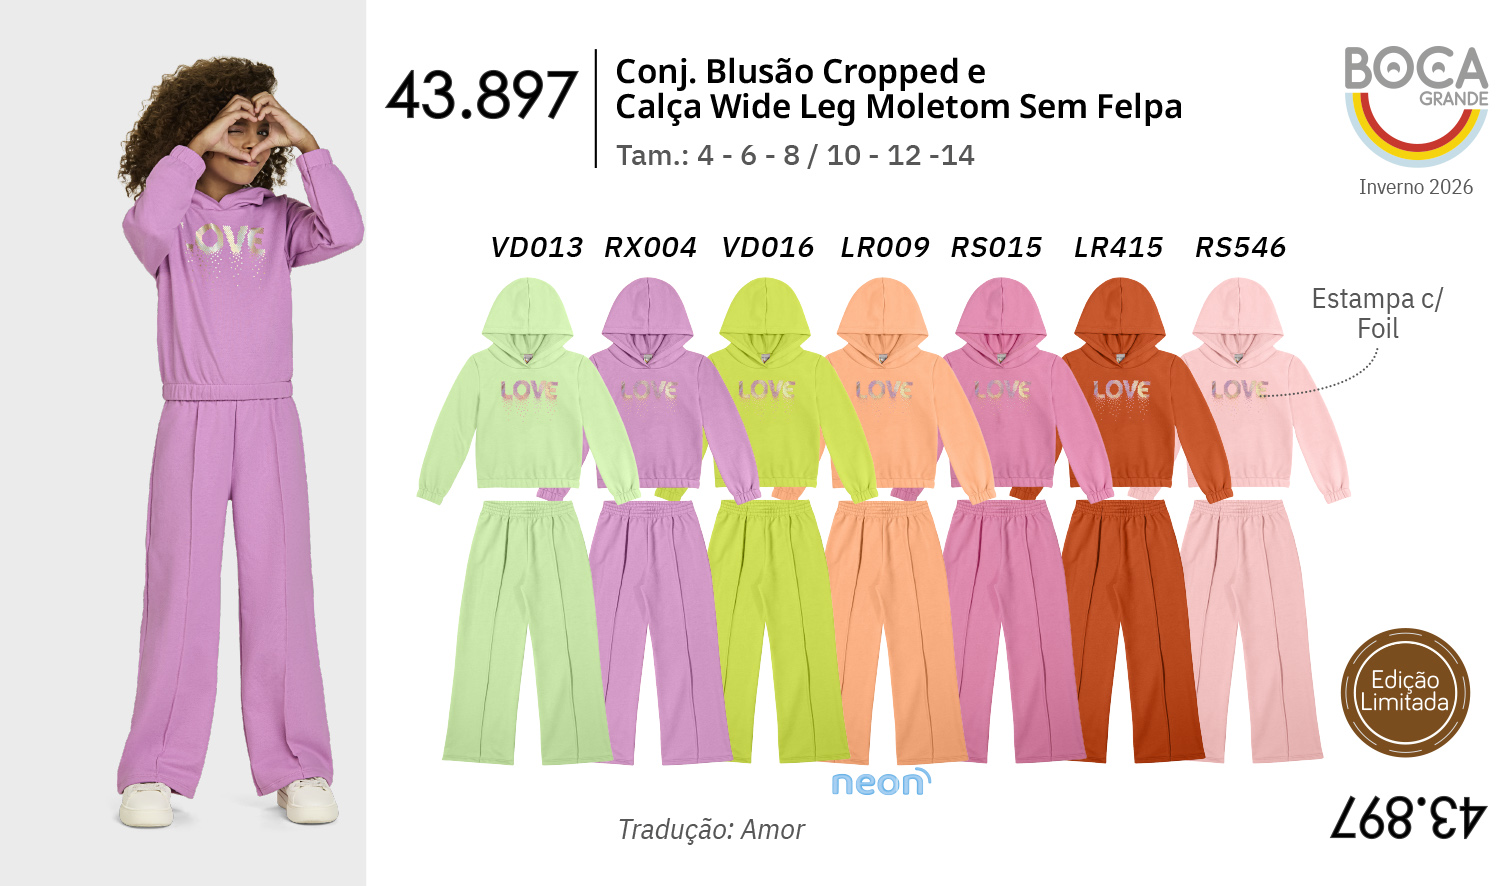 43.897
Conj. Blusão Cropped e
Calça Wide Leg Moletom Sem Felpa
Tam.: 4 - 6 - 8 / 10 - 12 -14
BOCA
GRANDE
Inverno 2026
VD013 RX004 VD016 LR009 RS015 LR415 RS546
Estampa c/
Foil
LOVE
LOVE LOVE LOVE LOVE LOVE LOVE LOVE
Edição
Limitada
neon
43.897
Tradução: Amor